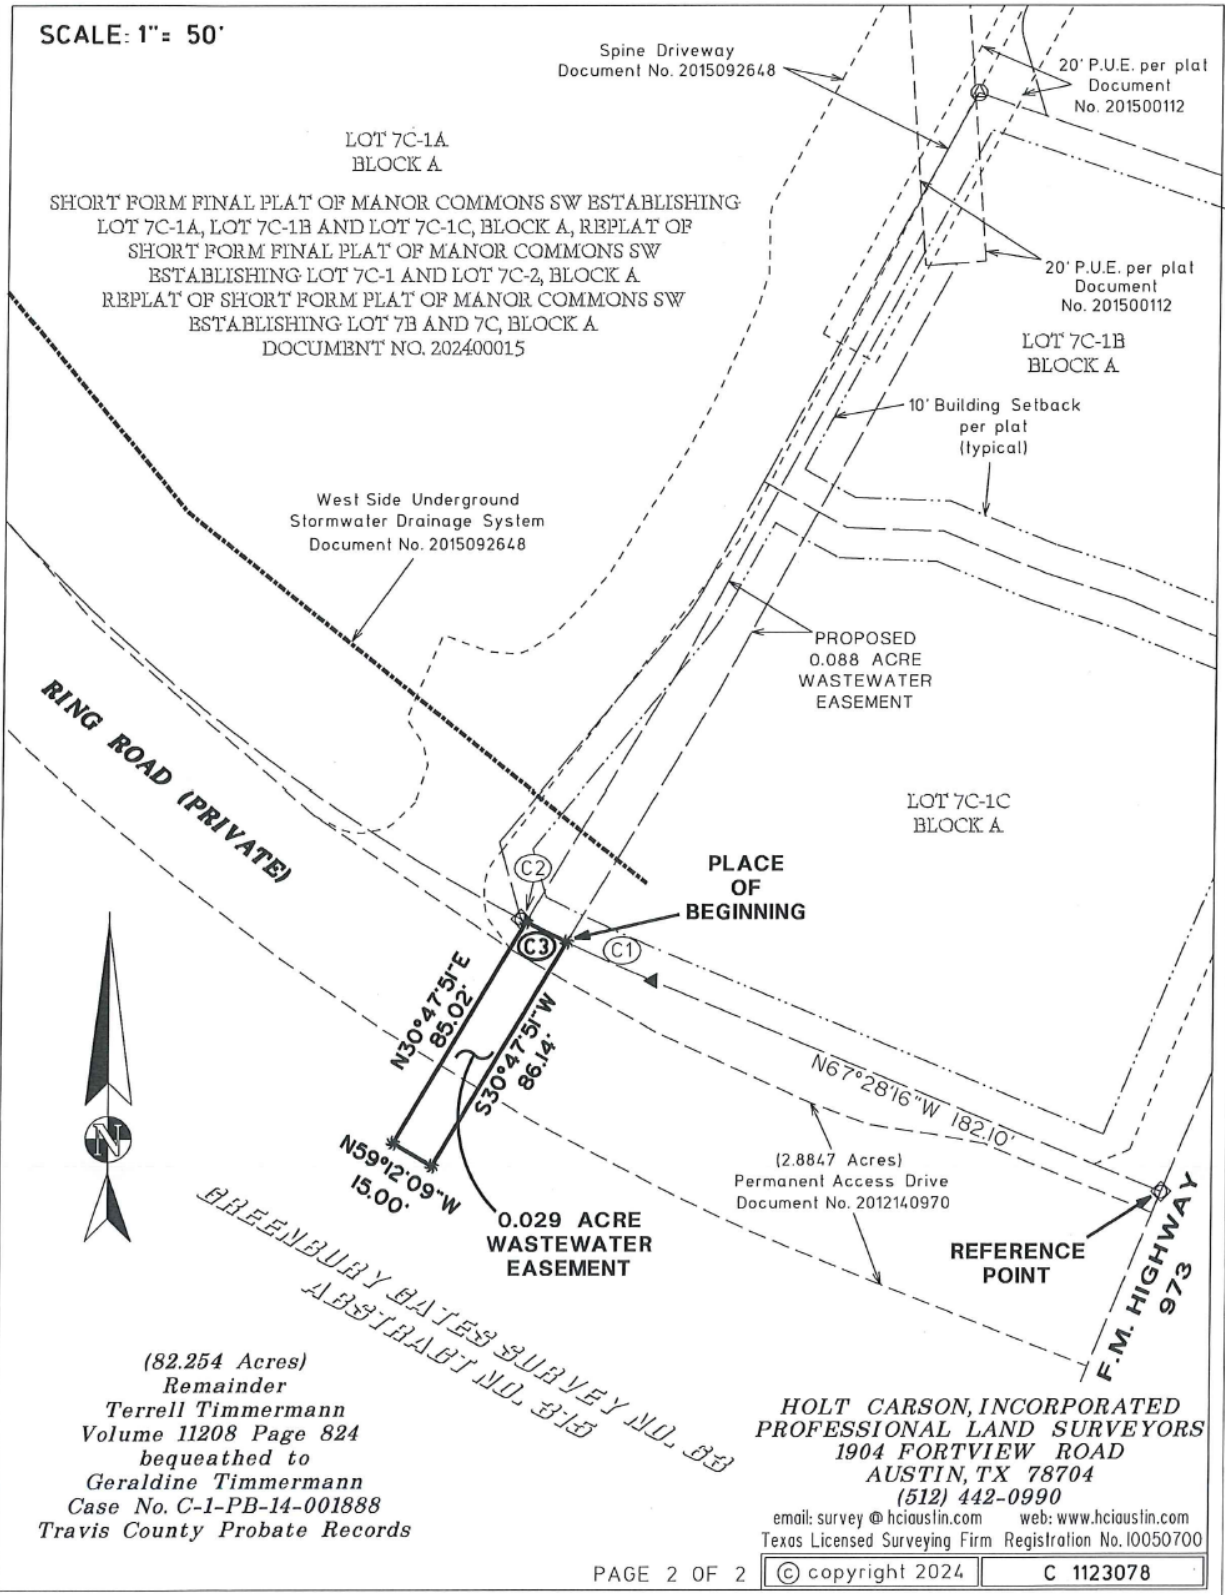 SCALE: 1"= 50'
Spine Driveway
Document No. 2015092648
20' P.U.E. per plat
Document
No. 201500112
LOT 7C-1A
BLOCK A
SHORT FORM FINAL PLAT OF MANOR COMMONS SW ESTABLISHING
LOT 7C-1A, LOT 7C-1B AND LOT 7C-1C, BLOCK A, REPLAT OF
SHORT FORM FINAL PLAT OF MANOR COMMONS SW
ESTABLISHING LOT 7C-1 AND LOT 7C-2, BLOCK A
REPLAT OF SHORT FORM PLAT OF MANOR COMMONS SW
ESTABLISHING LOT 7B AND 7C, BLOCK A
DOCUMENT NO. 202400015
20' P.U.E. per plat
Document
No. 201500112
LOT 7C-1B
BLOCK A
10' Building Setback
per plat
(typical)
West Side Underground
Stormwater Drainage System
Document No. 2015092648
PROPOSED
0.088 ACRE
WASTEWATER
EASEMENT
RING ROAD (PRIVATE)
LOT 7C-1C
BLOCK A
PLACE
OF
BEGINNING
C2
C3
C1
N30°47'51"E
85.02'
S30°47'51"W
86.14'
N67°28'16"W 182.10'
N59°12'09"W
15.00'
(2.8847 Acres)
Permanent Access Drive
Document No. 2012140970
0.029 ACRE
WASTEWATER
EASEMENT
REFERENCE
POINT
F.M. HIGHWAY
973
N
GREENBURY GATES SURVEY NO. 63
ABSTRACT NO. 315
(82.254 Acres)
Remainder
Terrell Timmermann
Volume 11208 Page 824
bequeathed to
Geraldine Timmermann
Case No. C-1-PB-14-001888
Travis County Probate Records
HOLT CARSON, INCORPORATED
PROFESSIONAL LAND SURVEYORS
1904 FORTVIEW ROAD
AUSTIN, TX 78704
(512) 442-0990
email: survey @ hciaustin.com web: www.hciaustin.com
Texas Licensed Surveying Firm Registration No. 10050700
PAGE 2 OF 2
© copyright 2024
C 1123078